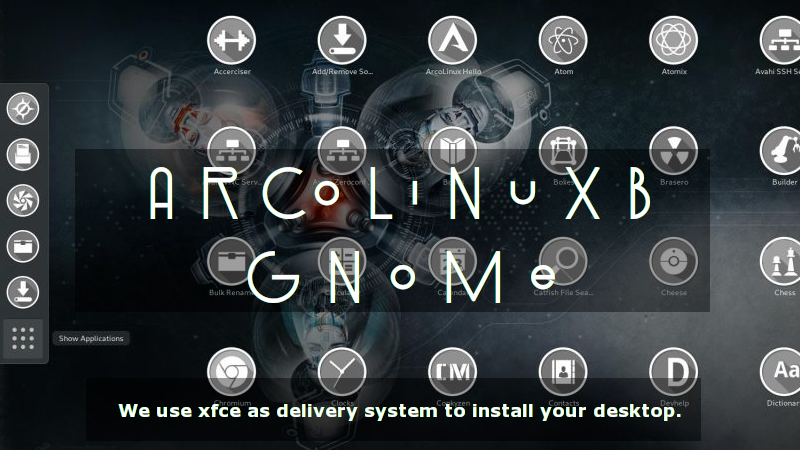 Accerciser
Add/Remove So...
ArcoLinux Hello
Atom
Atomix
Avahi SSH Se
ARCoLiNuXB
GNoMe
Brasero
Builder
Bulk Renam
Catfish File Sea...
Cheese
Chess
Show Applications
Chromium
Clocks
Contacts
Devhelp
Dictionar
We use xfce as delivery system to install your desktop.